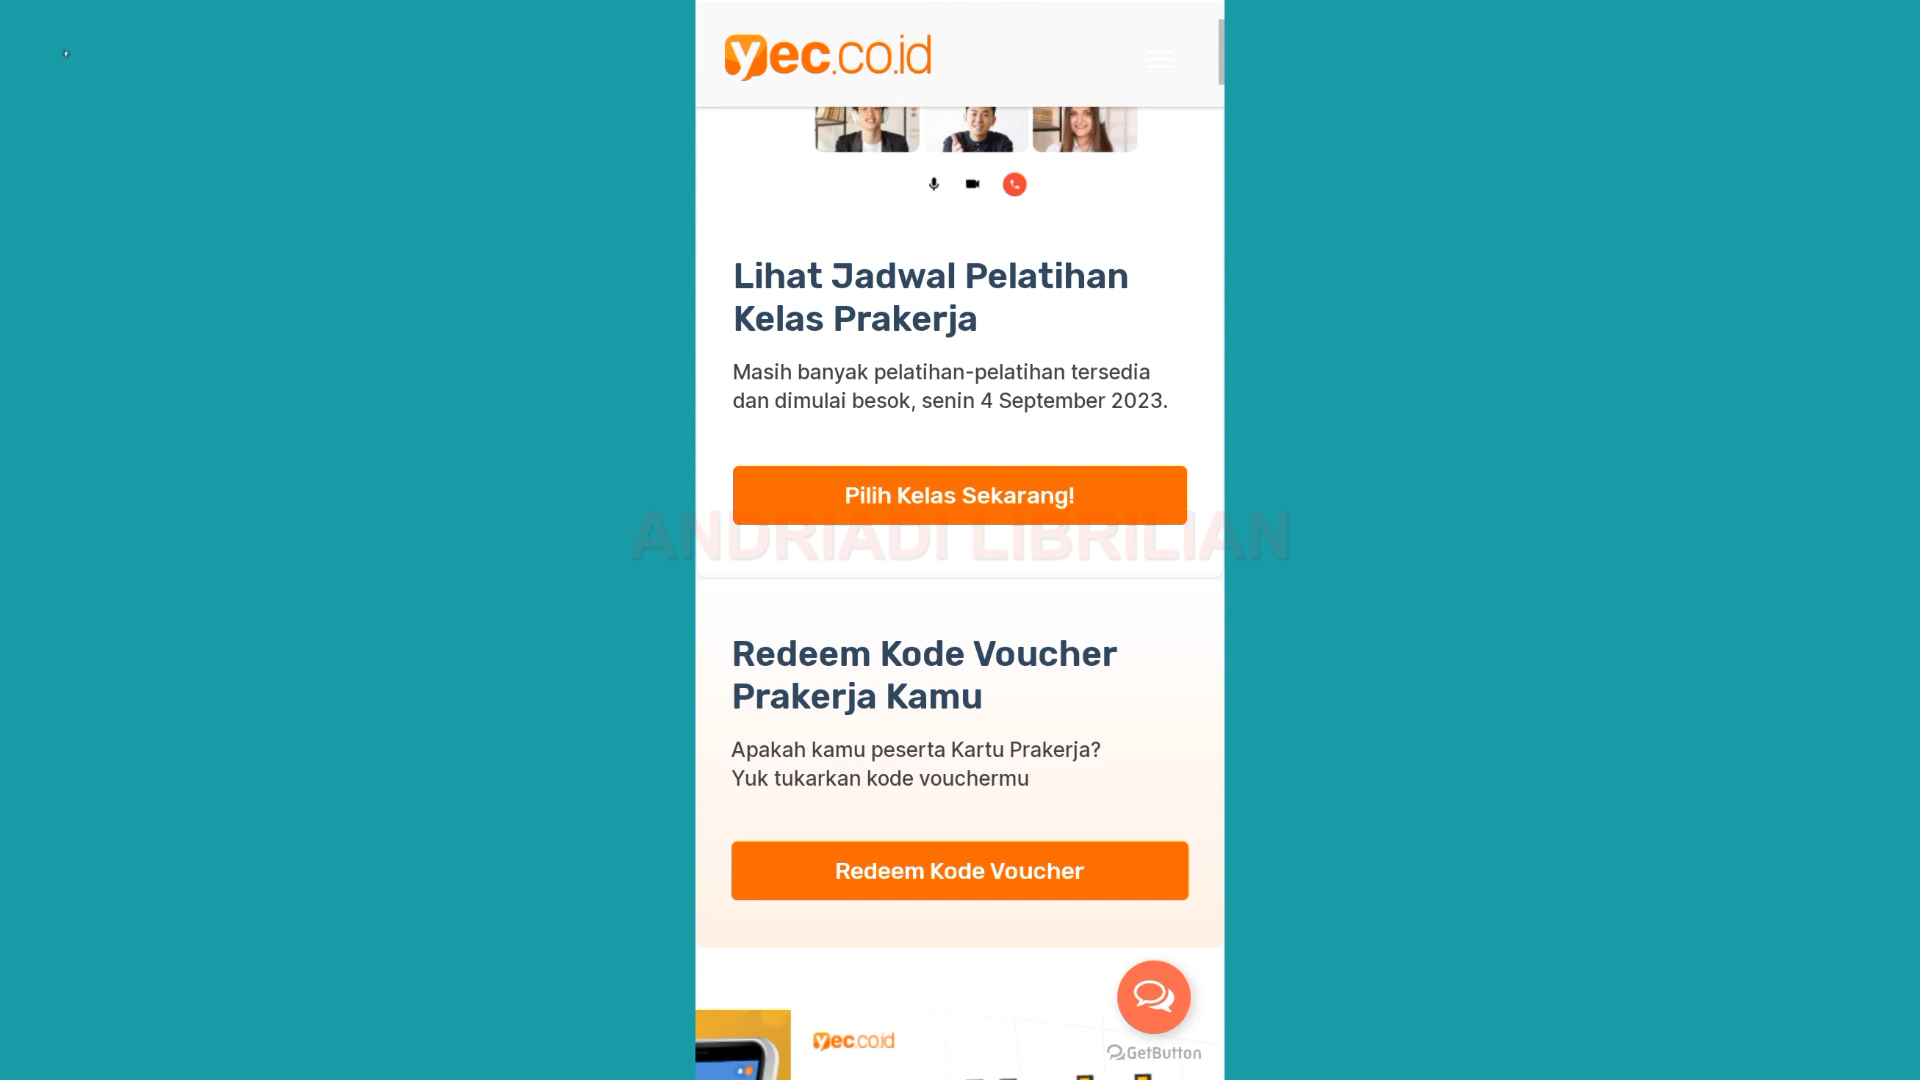 yec.co.id
Lihat Jadwal Pelatihan
Kelas Prakerja
Masih banyak pelatihan-pelatihan tersedia
dan dimulai besok, senin 4 September 2023.
Pilih Kelas Sekarang!
ANDRIADI LIBRILIAN
Redeem Kode Voucher
Prakerja Kamu
Apakah kamu peserta Kartu Prakerja?
Yuk tukarkan kode vouchermu
Redeem Kode Voucher
yec.co.id
GetButton